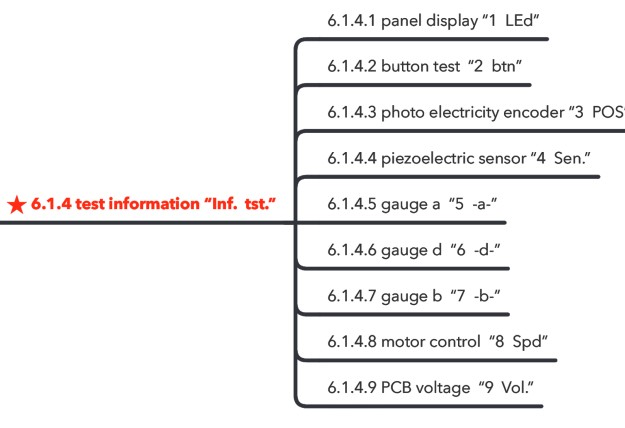 6.1.4.1 panel display “1 LEd”
6.1.4.2 button test “2 btn”
6.1.4.3 photo electricity encoder “3 POS“
6.1.4.4 piezoelectric sensor “4 Sen.”
★ 6.1.4 test information “Inf. tst.”
6.1.4.5 gauge a “5 -a-”
6.1.4.6 gauge d “6 -d-”
6.1.4.7 gauge b “7 -b-”
6.1.4.8 motor control “8 Spd”
6.1.4.9 PCB voltage “9 Vol.”